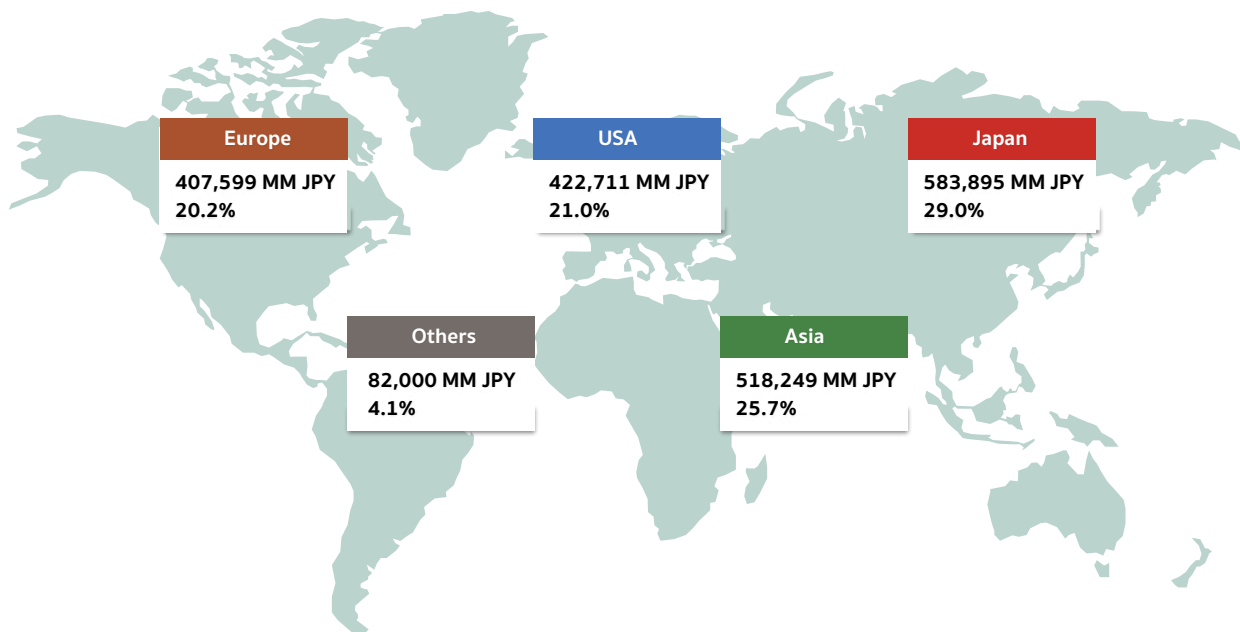 Europe
407,599 MM JPY
20.2%
USA
422,711 MM JPY
21.0%
Japan
583,895 MM JPY
29.0%
Others
82,000 MM JPY
4.1%
Asia
518,249 MM JPY
25.7%